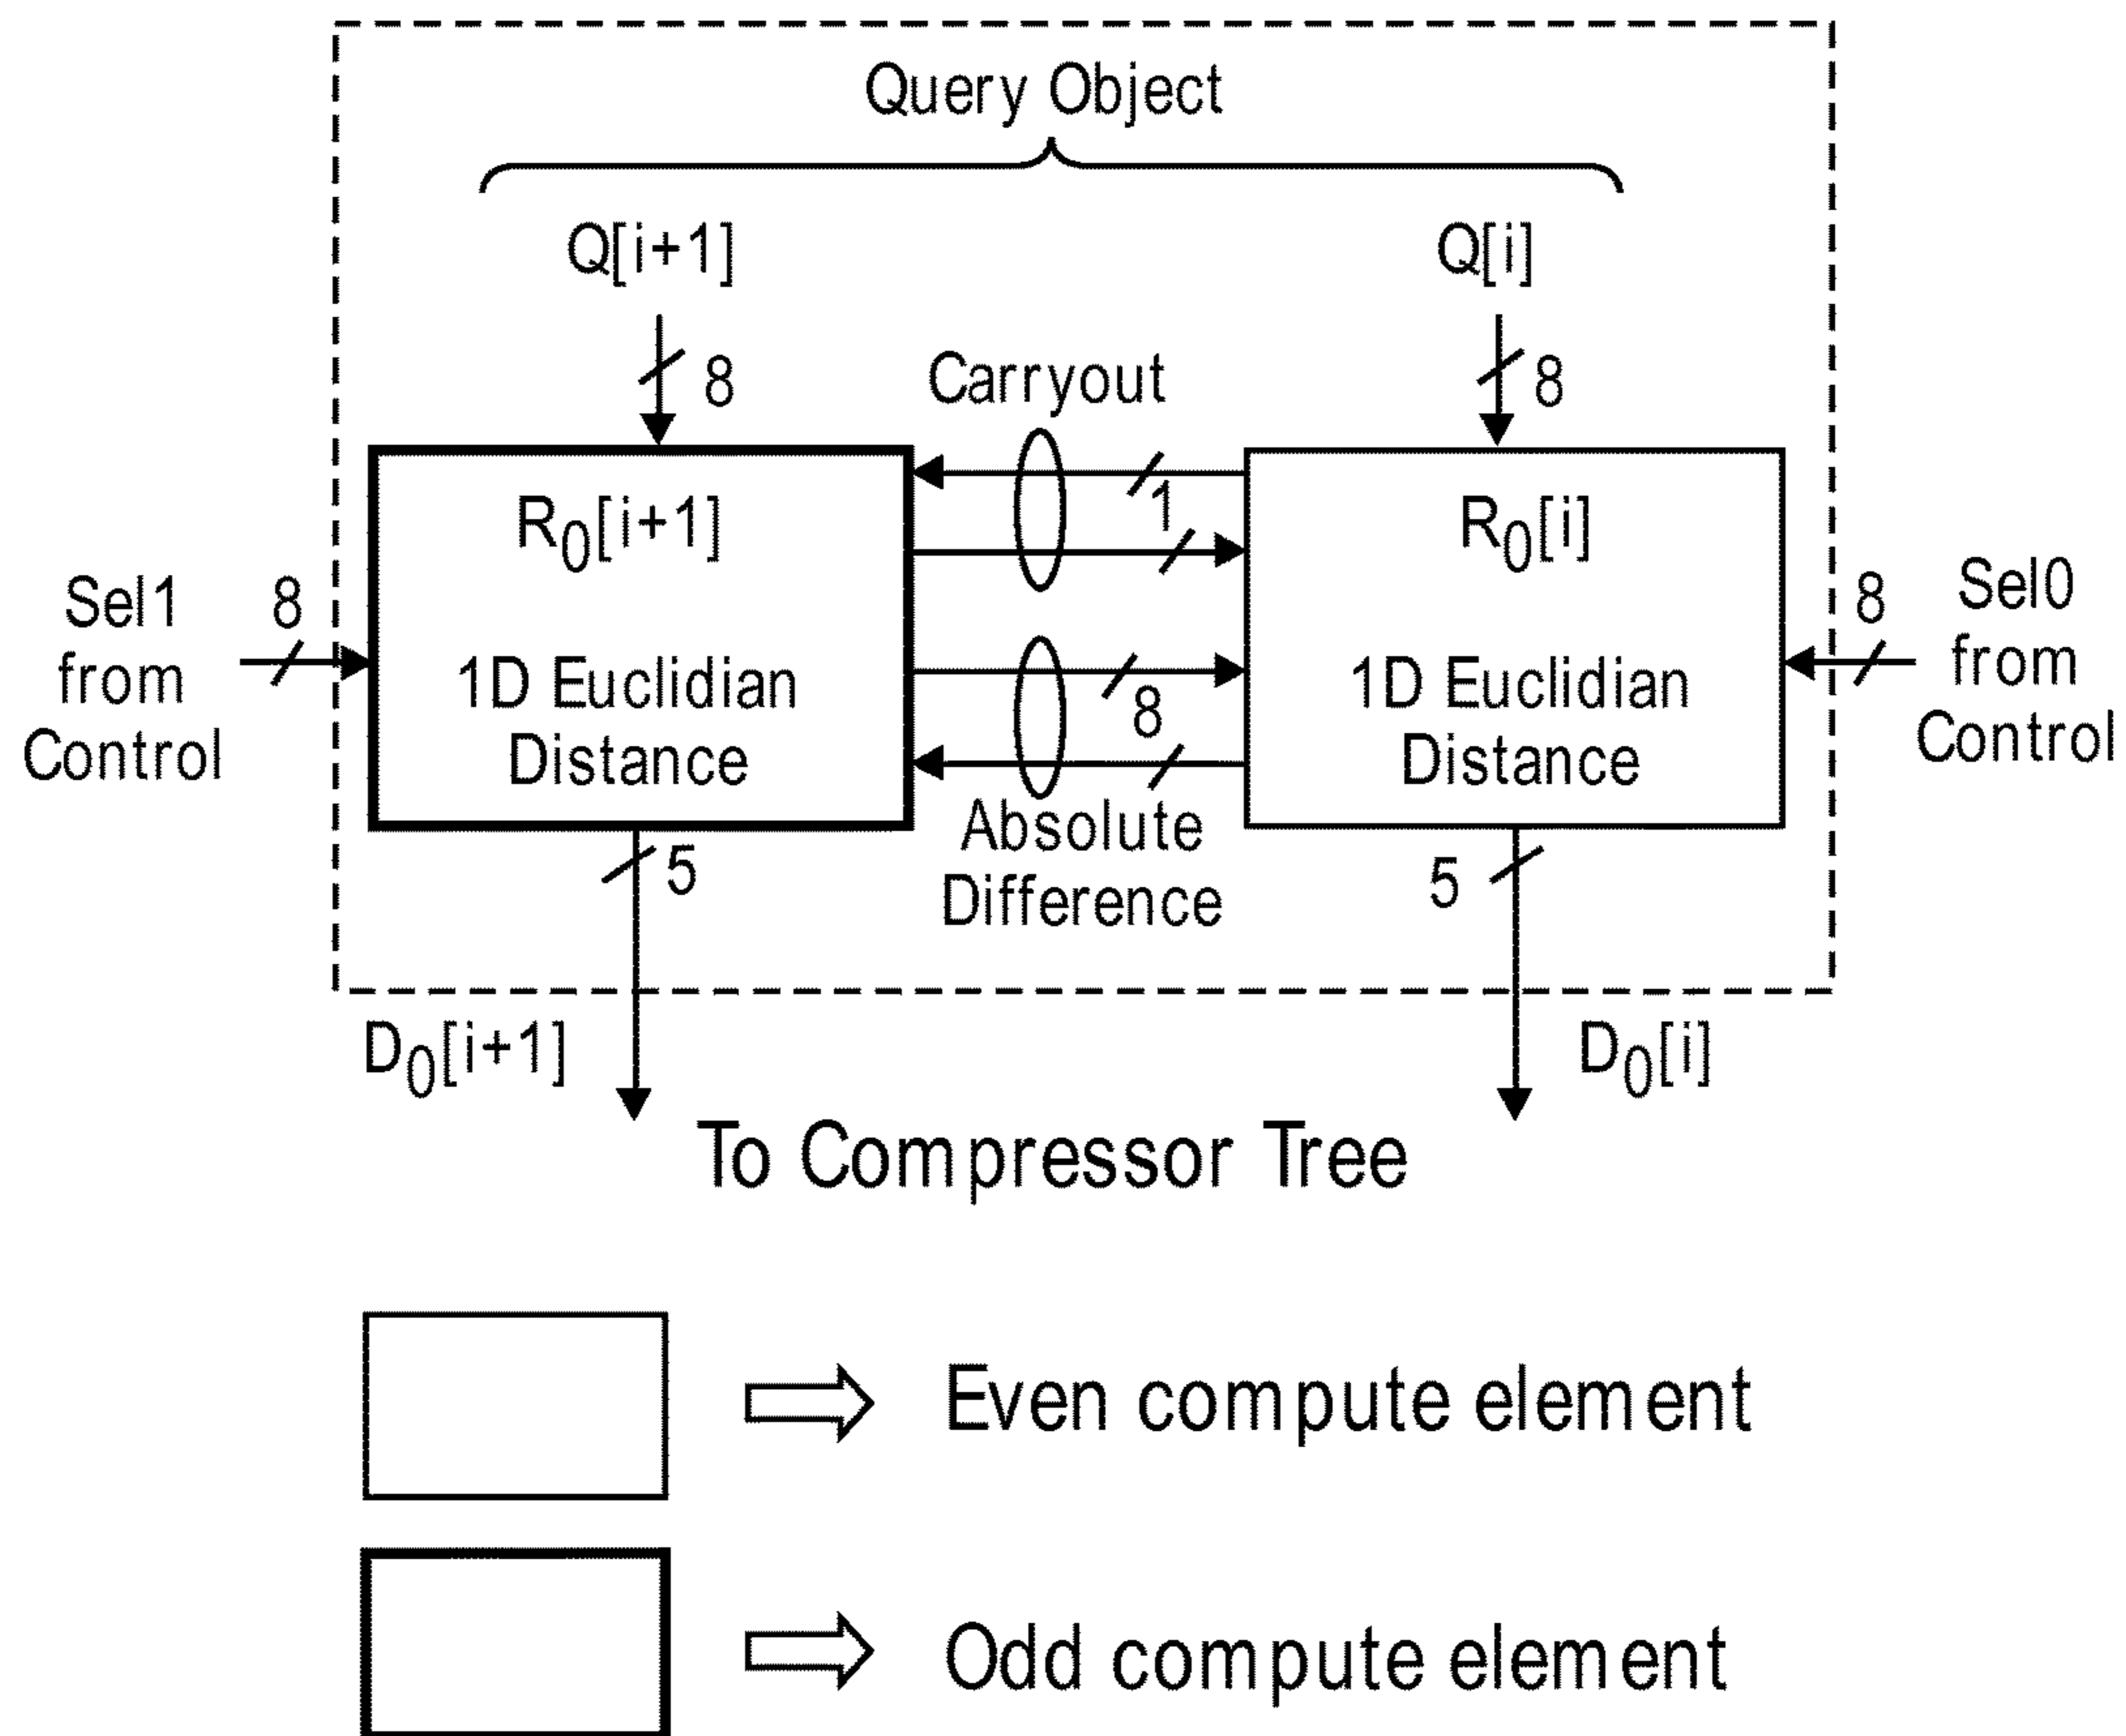 Query Object
Q[i+1]
Q[i]
8
Carryout
8
1
R0[i+1]
R0[i]
Sel1
from
Control
8
1D Euclidian
Distance
8
1D Euclidian
Distance
8
Sel0
from
Control
Absolute
Difference
5
5
D0[i+1]
D0[i]
To Compressor Tree
Even compute element
Odd compute element